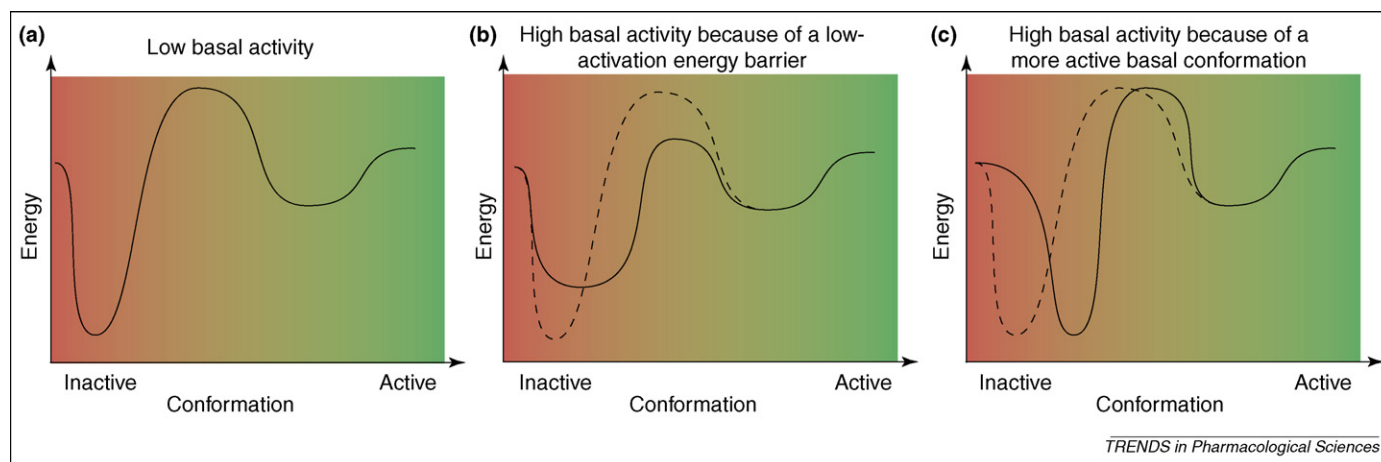 (a)
Low basal activity
Energy
Inactive
Active
Conformation
(b)
High basal activity because of a low-
activation energy barrier
Energy
Inactive
Active
Conformation
(c)
High basal activity because of a
more active basal conformation
Energy
Inactive
Active
Conformation
TRENDS in Pharmacological Sciences